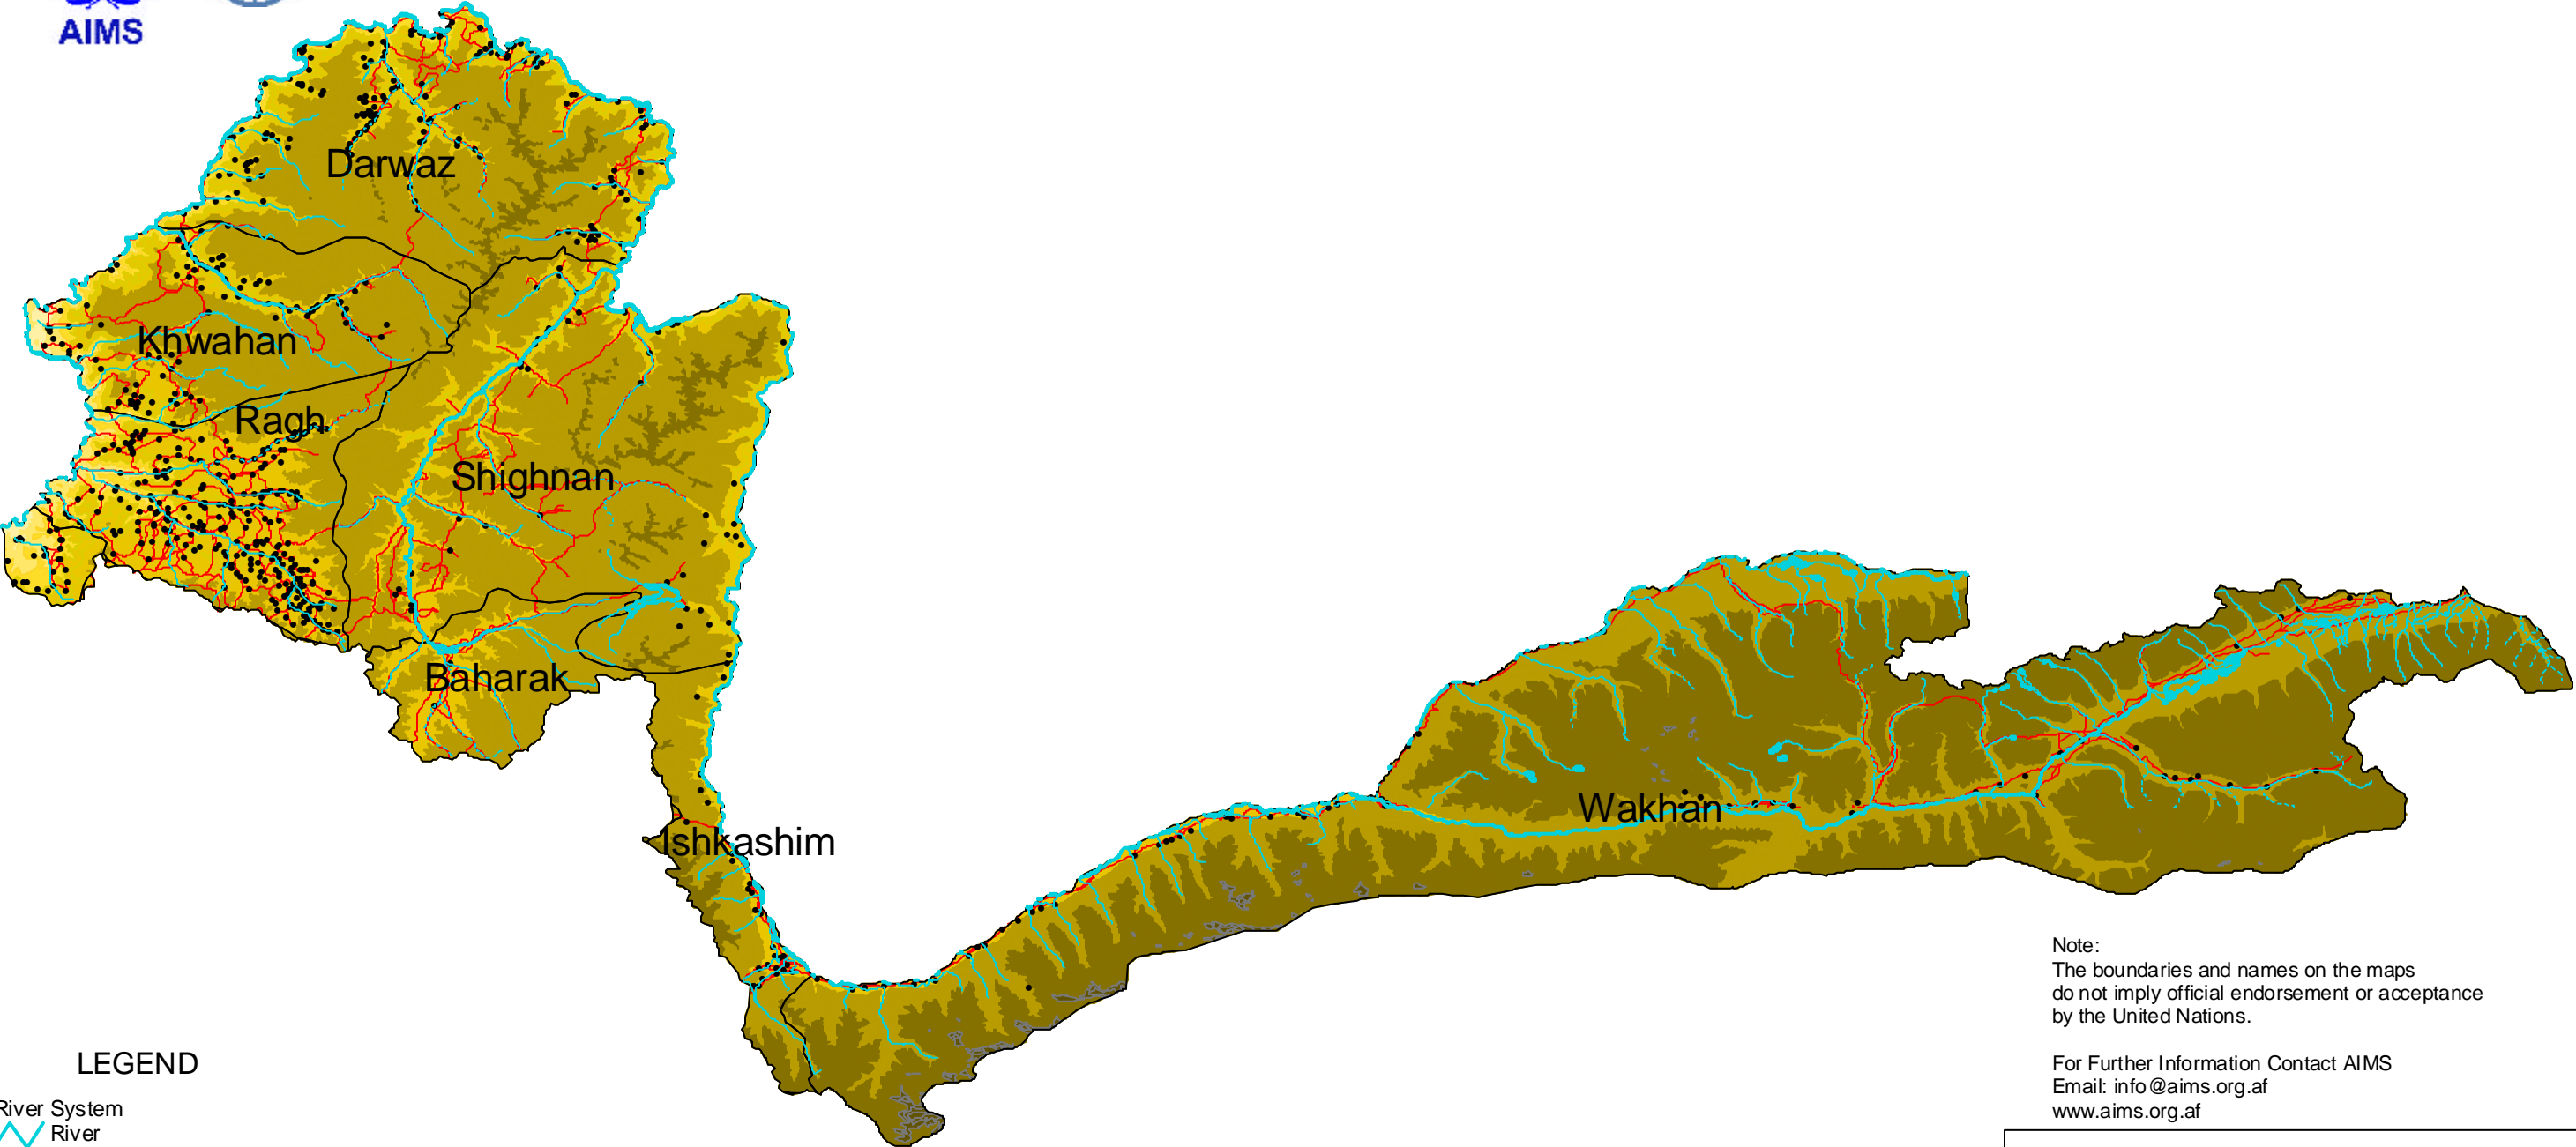 AIMS
Darwaz
Khwahan
Ragh
Shighnan
Baharak
Ishkashim
Wakhan
Note:
The boundaries and names on the maps
do not imply official endorsement or acceptance
by the United Nations.
For Further Information Contact AIMS
Email: info@aims.org.af
www.aims.org.af
LEGEND
River System
River